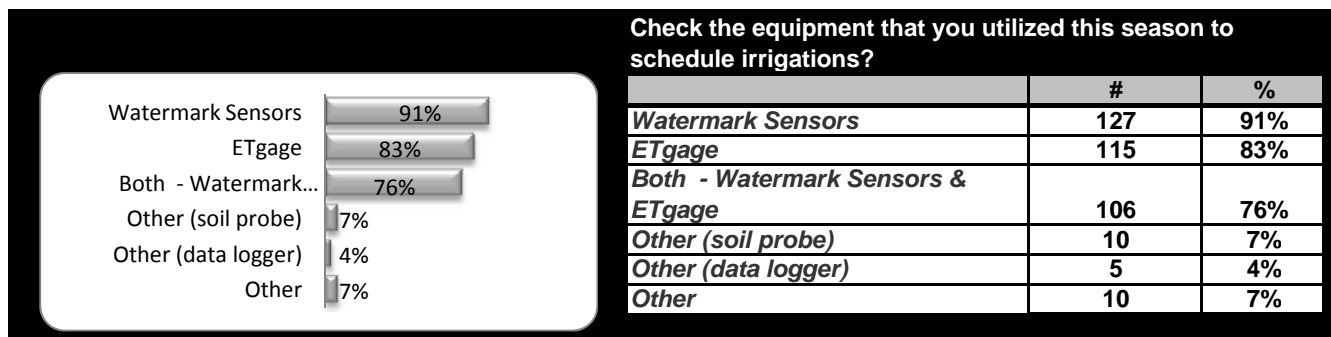 Check the equipment that you utilized this season to
schedule irrigations?
Watermark Sensors 91%
ETgage 83%
Both - Watermark... 76%
Other (soil probe) 7%
Other (data logger) 4%
Other 7%
# %
Watermark Sensors 127 91%
ETgage 115 83%
Both - Watermark Sensors &
ETgage 106 76%
Other (soil probe) 10 7%
Other (data logger) 5 4%
Other 10 7%